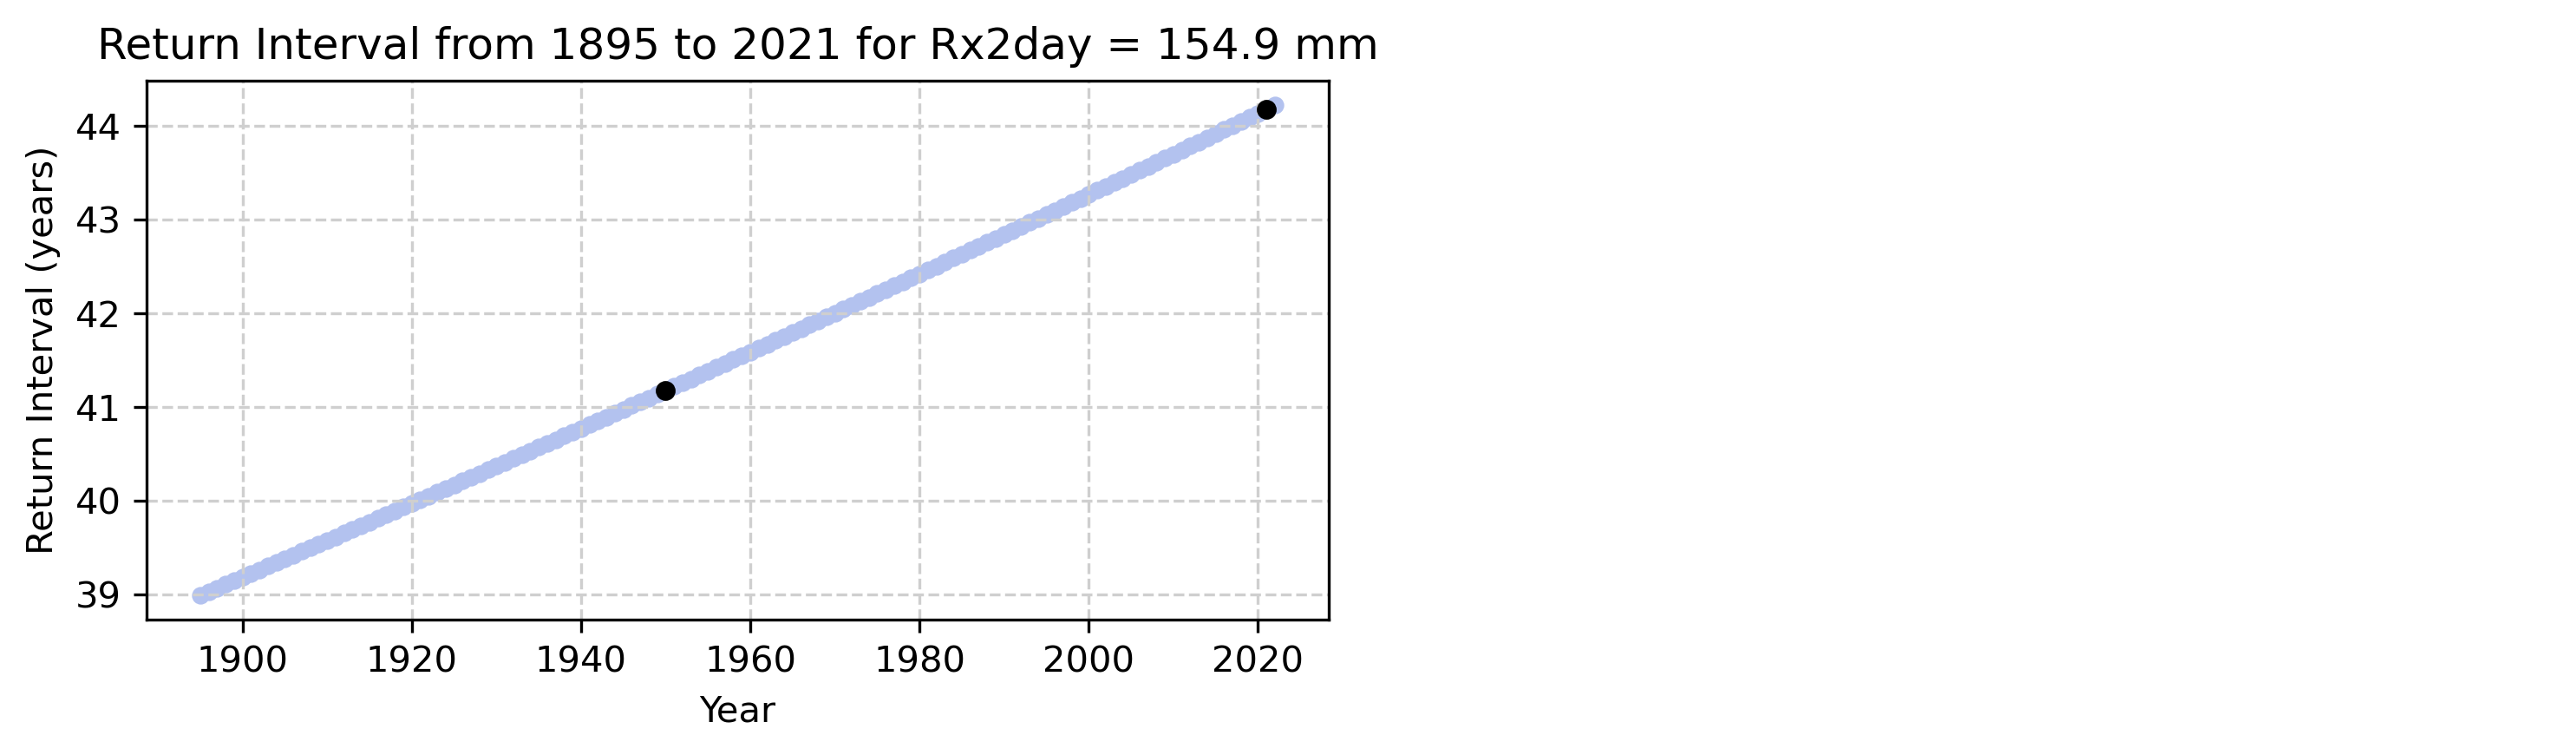 Return Interval from 1895 to 2021 for Rx2day = 154.9 mm
Return Interval (years)
44
43
42
41
40
39
1900 1920 1940 1960 1980 2000 2020
Year